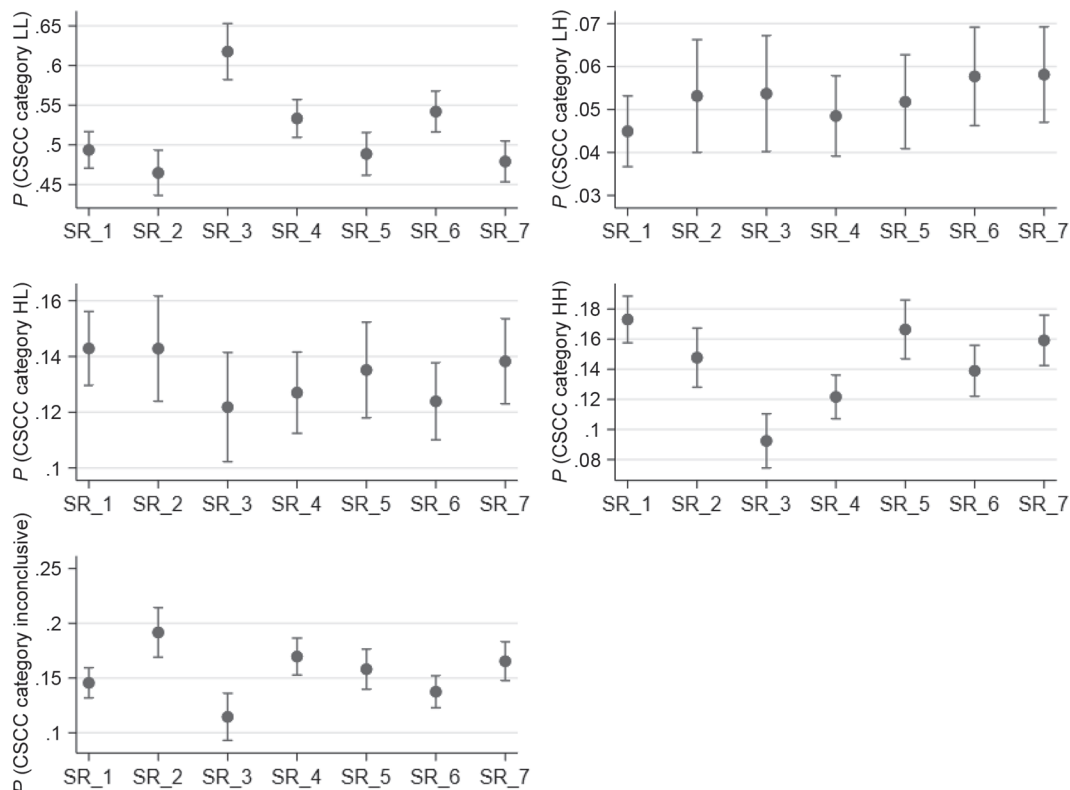 P (CSCC category LL)
.65
.6
.55
.5
.45
SR_1 SR_2 SR_3 SR_4 SR_5 SR_6 SR_7
P (CSCC category LH)
.07
.06
.05
.04
.03
SR_1 SR_2 SR_3 SR_4 SR_5 SR_6 SR_7
P (CSCC category HL)
.16
.14
.12
.1
SR_1 SR_2 SR_3 SR_4 SR_5 SR_6 SR_7
P (CSCC category HH)
.18
.16
.14
.12
.1
.08
SR_1 SR_2 SR_3 SR_4 SR_5 SR_6 SR_7
P (CSCC category inconclusive)
.25
.2
.15
.1
SR_1 SR_2 SR_3 SR_4 SR_5 SR_6 SR_7